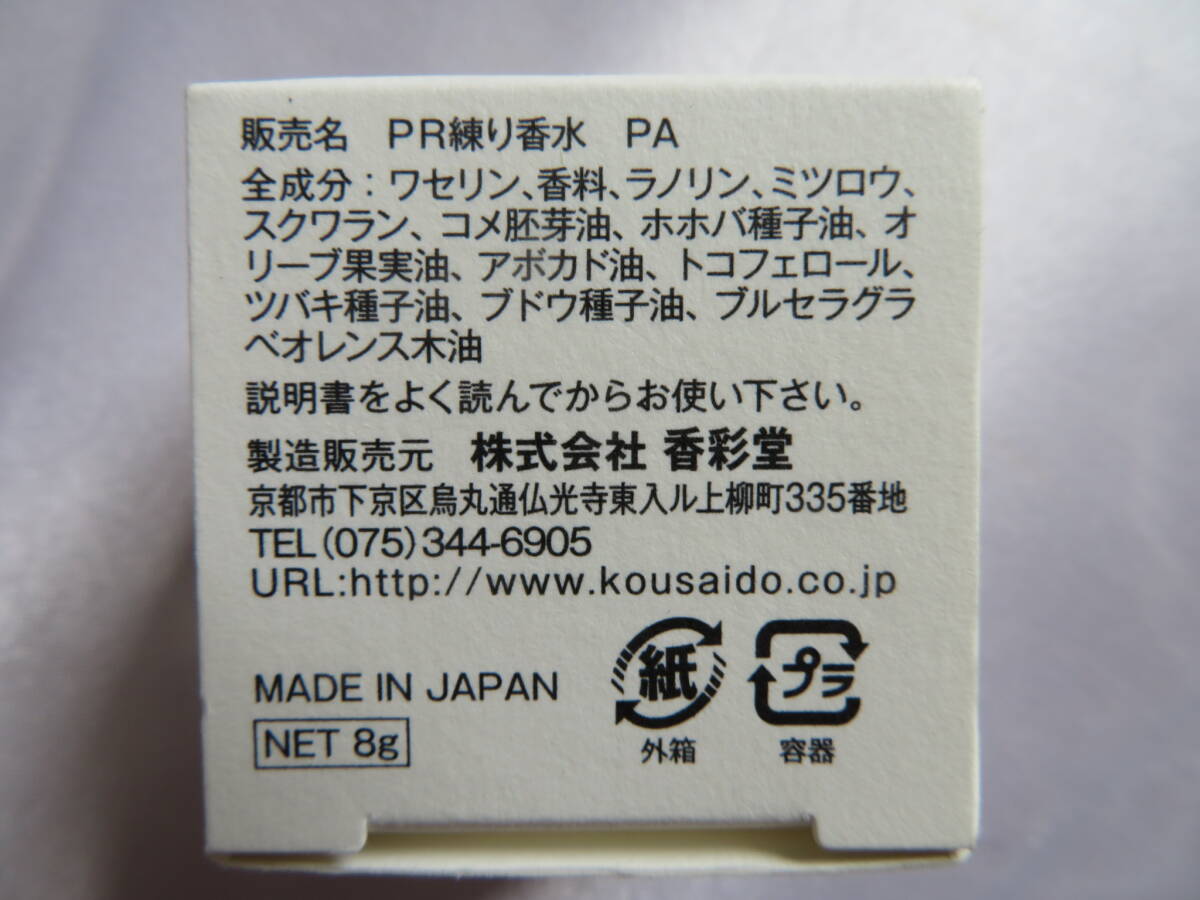 販売名 PR練り香水 PA
全成分:ワセリン、香料、ラノリン、ミツロウ、
スクワラン、コメ胚芽油、ホホバ種子油、オ
リーブ果実油、アボカド油、トコフェロール、
ツバキ種子油、ブドウ種子油、ブルセラグラ
ベオレンス木油
説明書をよく読んでからお使い下さい。
製造販売元 株式会社 香彩堂
京都市下京区烏丸通仏光寺東入ル上柳町335番地
TEL(075)344-6905
URL:http://www.kousaido.co.jp
紙 プラ
MADE IN JAPAN
NET 8g
外箱 容器